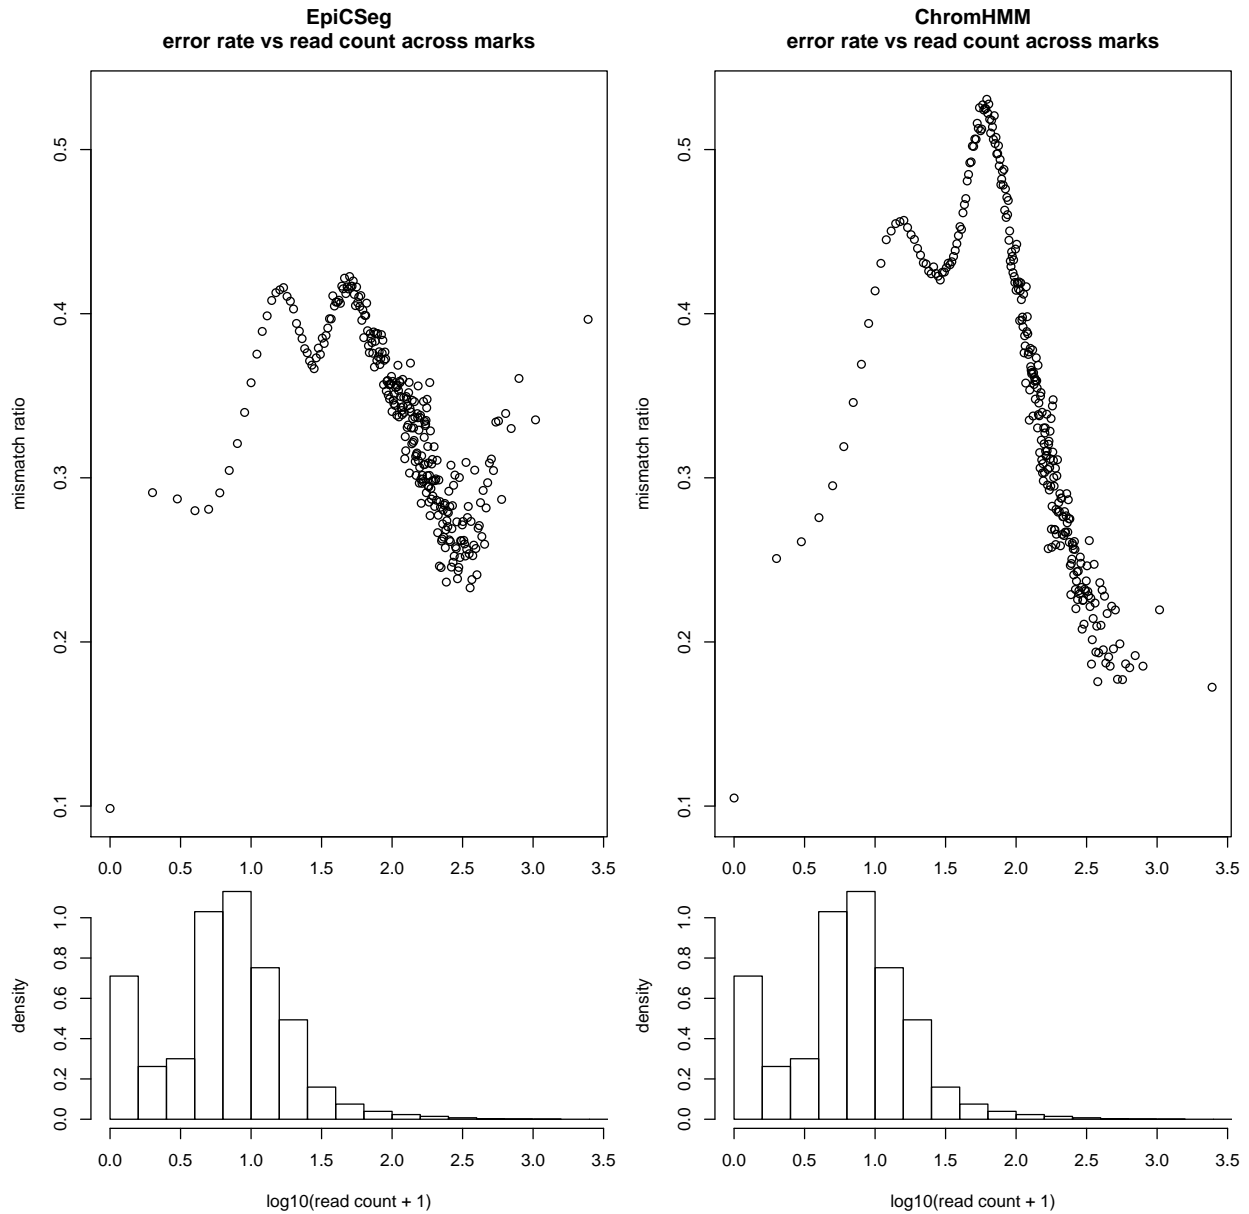 EpiCSeg
error rate vs read count across marks
mismatch ratio
0.5
0.4
0.3
0.2
0.1
0.0 0.5 1.0 1.5 2.0 2.5 3.0 3.5
density
1.0
0.8
0.6
0.4
0.2
0.0
0.0 0.5 1.0 1.5 2.0 2.5 3.0 3.5
log10(read count + 1)
ChromHMM
error rate vs read count across marks
mismatch ratio
0.5
0.4
0.3
0.2
0.1
0.0 0.5 1.0 1.5 2.0 2.5 3.0 3.5
density
1.0
0.8
0.6
0.4
0.2
0.0
0.0 0.5 1.0 1.5 2.0 2.5 3.0 3.5
log10(read count + 1)